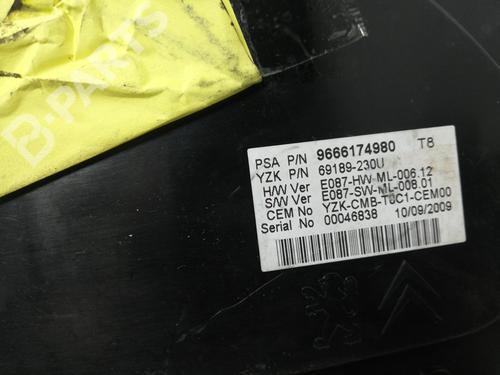 B-PARTS
PSA P/N 9666174980 T8
YZK P/N 69189-230U
H/W Ver E087-HW-ML-006.12
S/W Ver E087-SW-ML-008.01
CEM No YZK-CMB-T0C1-CEM00
Serial No 00046838 10/09/2009